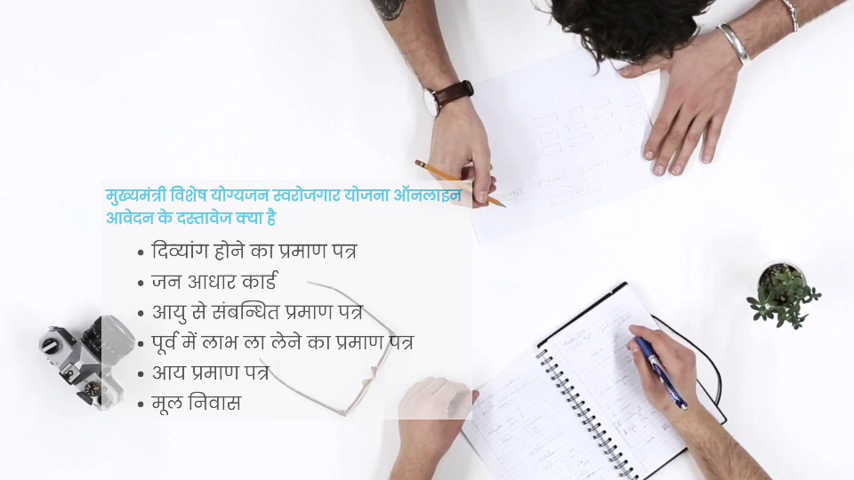 मुख्यमंत्री विशेष योग्यजन स्वरोजगार योजना ऑनलाइन
आवेदन के दस्तावेज क्या है
• दिव्यांग होने का प्रमाण पत्र
• जन आधार कार्ड
• आयु से संबन्धित प्रमाण पत्र
• पूर्व में लाभ ला लेने का प्रमाण पत्र
• आय प्रमाण पत्र
• मूल निवास